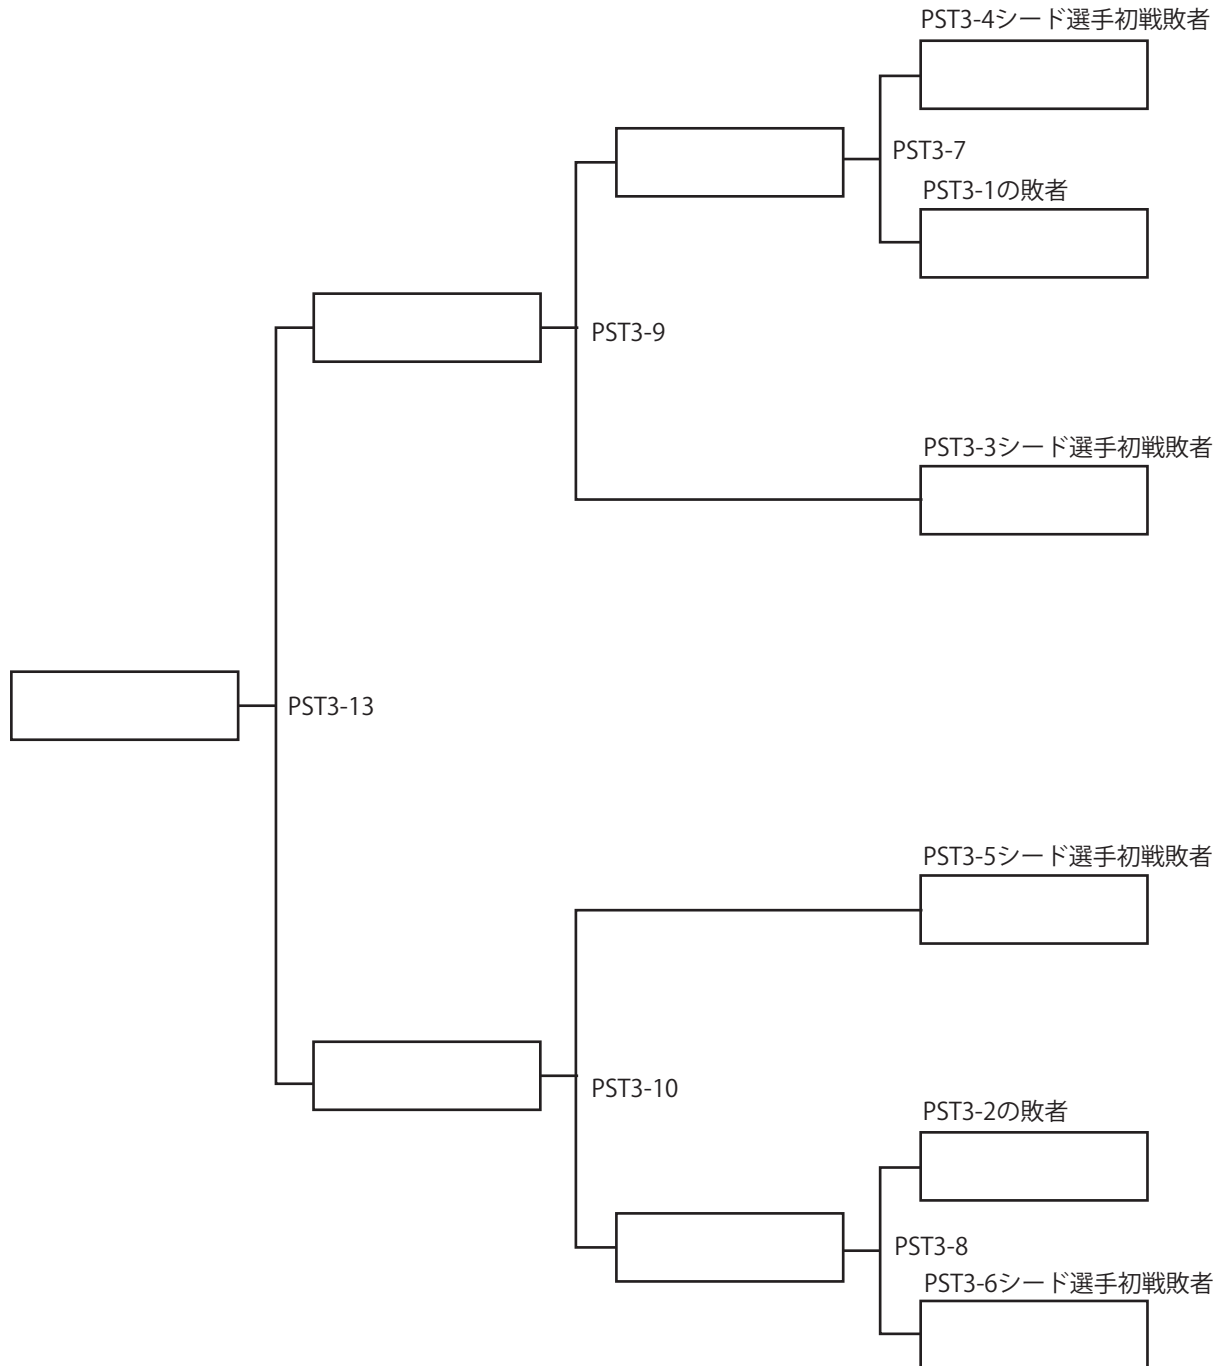 PST3-4シード選手初戦敗者
PST3-7
PST3-1の敗者
PST3-9
PST3-3シード選手初戦敗者
PST3-13
PST3-5シード選手初戦敗者
PST3-10
PST3-2の敗者
PST3-8
PST3-6シード選手初戦敗者